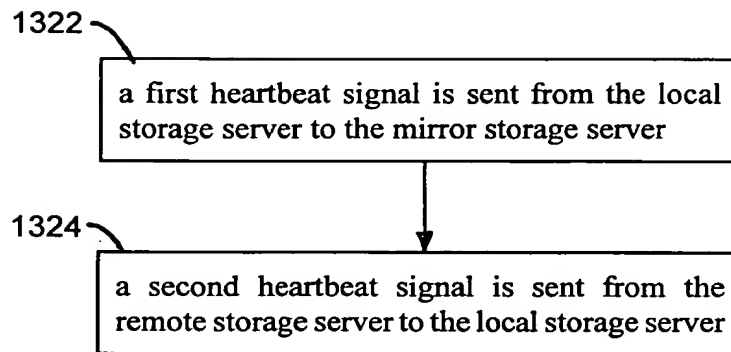 1322
a first heartbeat signal is sent from the local
storage server to the mirror storage server
1324
a second heartbeat signal is sent from the
remote storage server to the local storage server